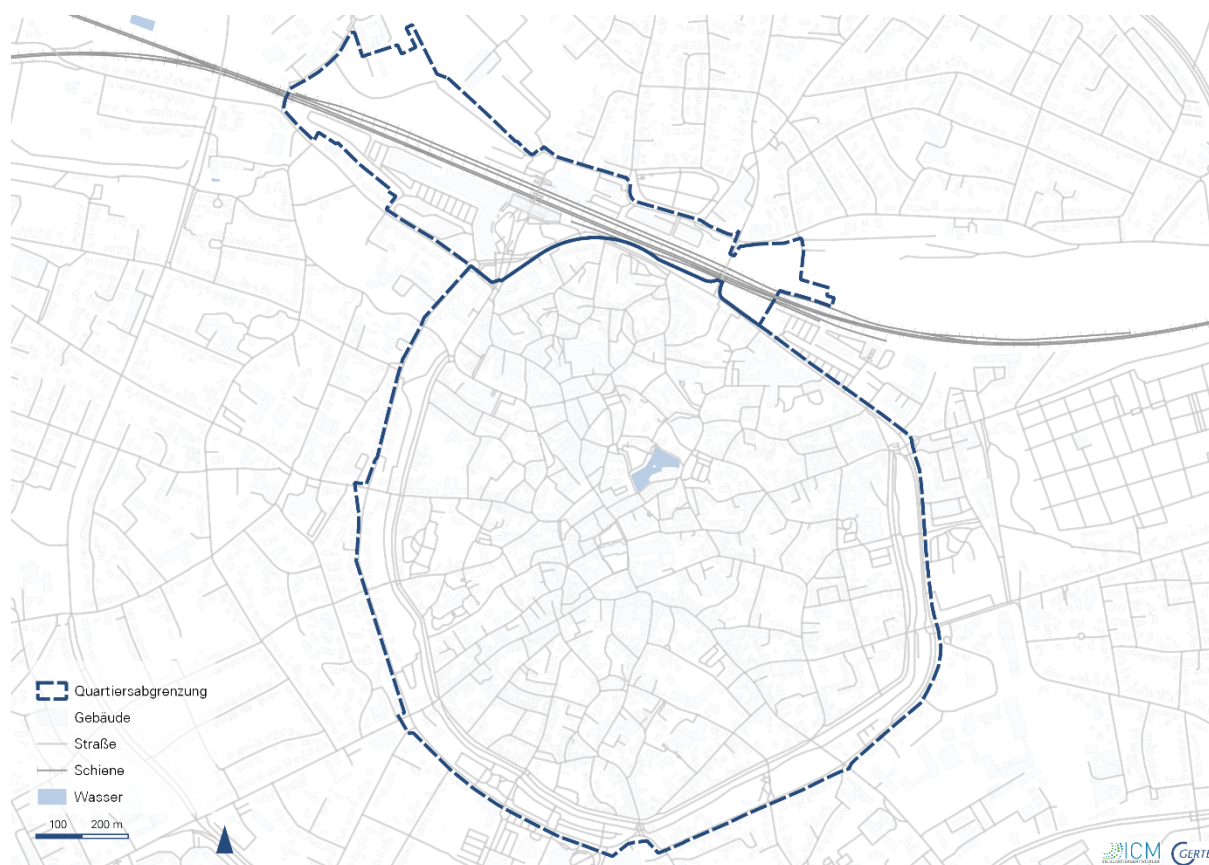 Quartiersabgrenzung
Gebäude
Straße
Schiene
Wasser
100 200 m
ICM